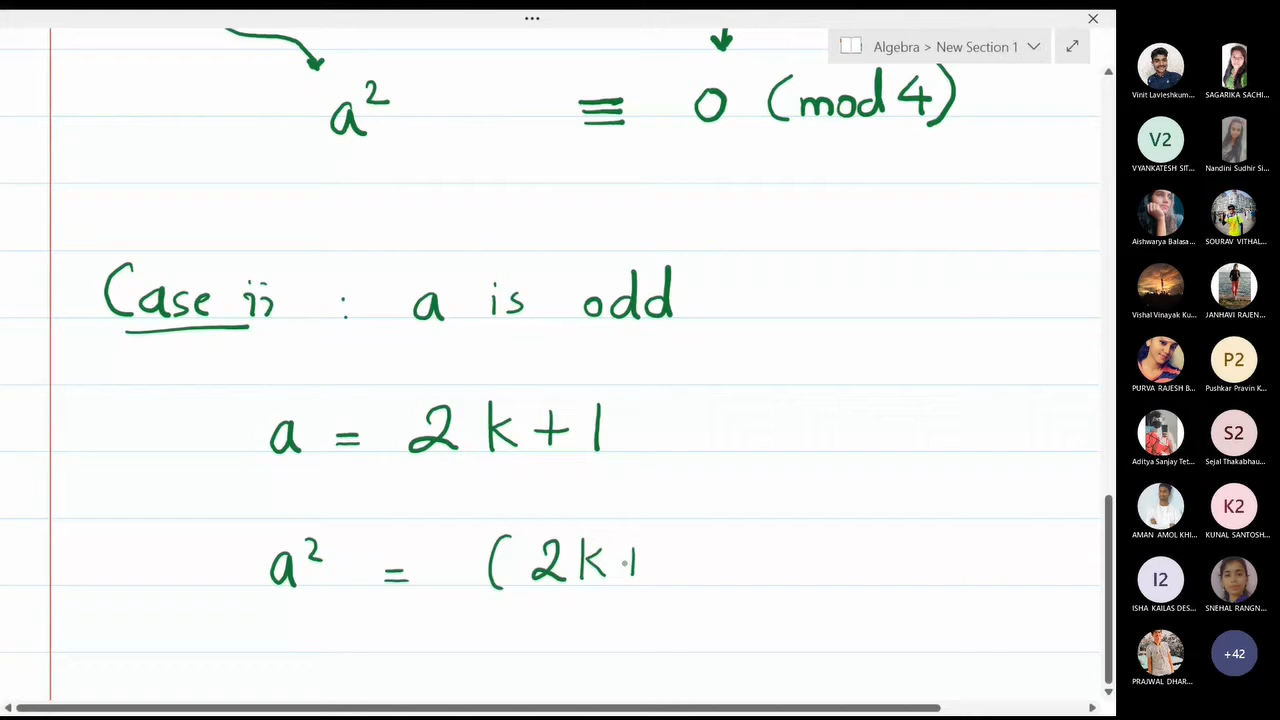 Algebra > New Section 1
a² ≡ 0 (mod 4)
Case ii : a is odd
a = 2k+1
a² = (2k+
Vinit Lavleshkum...
SAGARIKA SACHI...
V2
VYANKATESH SIT...
Nandini Sudhir Si...
Aishwarya Balasa...
SOURAV VITHAL...
Vishal Vinayak Ku...
JANHAVI RAJEN...
PURVA RAJESH B...
P2
Pushkar Pravin K...
Aditya Sanjay Tet...
S2
Sejal Thakabhau...
AMAN AMOL KHI...
K2
KUNAL SANTOSH...
I2
ISHA KAILAS DES...
SNEHAL RANGN...
PRAJWAL DHAR...
+42